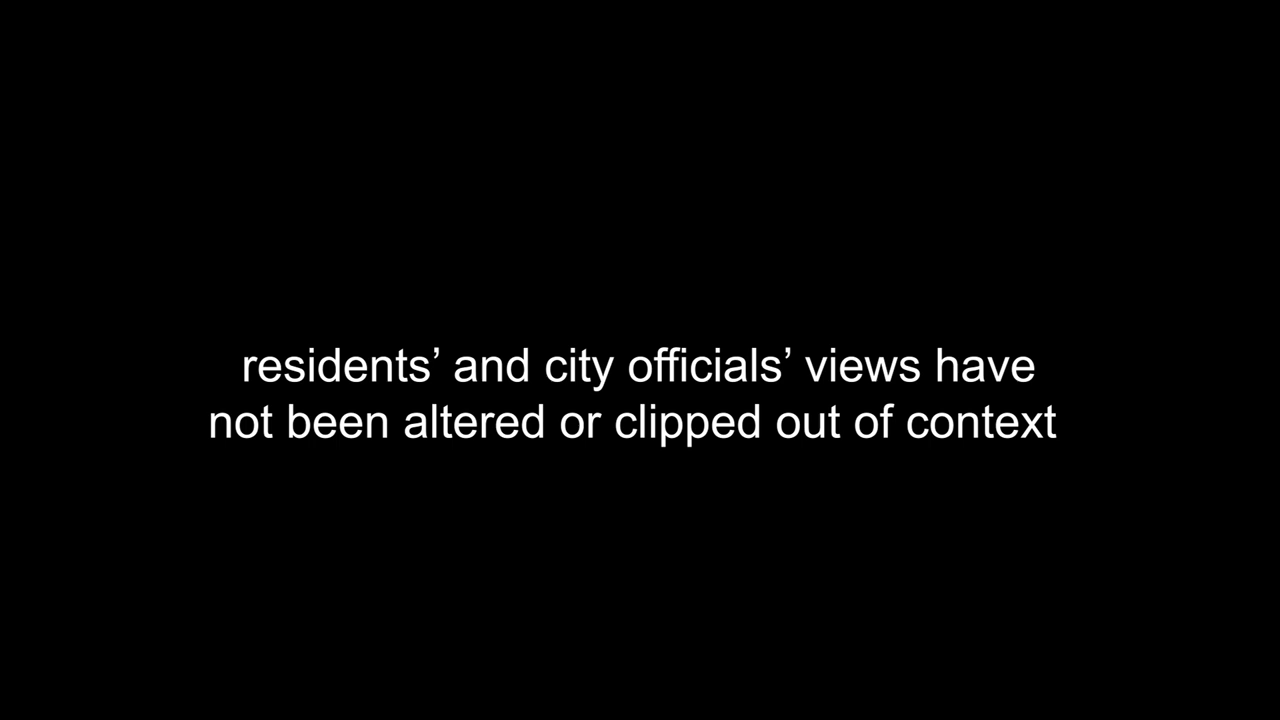 residents’ and city officials’ views have
not been altered or clipped out of context